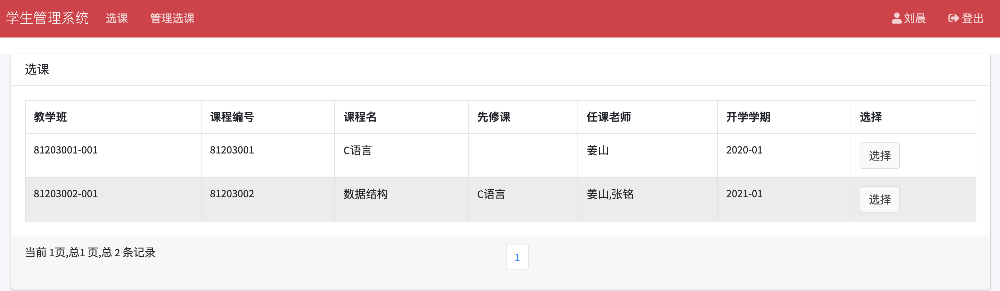 学生管理系统 选课 管理选课 刘晨 登出
选课
教学班 课程编号 课程名 先修课 任课老师 开学学期 选择
81203001-001 81203001 C语言 姜山 2020-01 选择
81203002-001 81203002 数据结构 C语言 姜山,张铭 2021-01 选择
当前 1页,总1 页,总 2 条记录 1